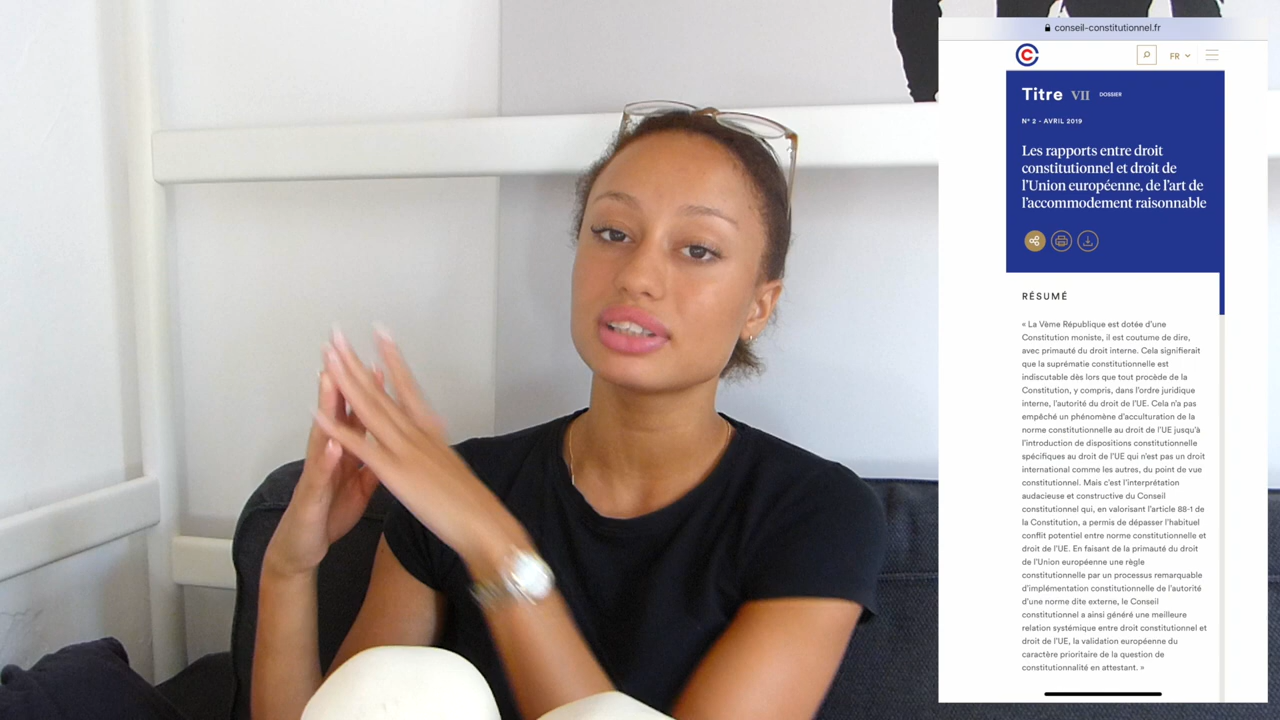 conseil-constitutionnel.fr
C
FR
Titre VII DOSSIER
N° 2 - AVRIL 2019
Les rapports entre droit
constitutionnel et droit de
l'Union européenne, de l'art de
l'accommodement raisonnable
RÉSUMÉ
« La Vème République est dotée d'une
Constitution moniste, il est coutume de dire,
avec primauté du droit interne. Cela signifierait
que la suprématie constitutionnelle est
indiscutable dès lors que tout procède de la
Constitution, y compris, dans l'ordre juridique
interne, l'autorité du droit de l'UE. Cela n'a pas
empêché un phénomène d'acculturation de la
norme constitutionnelle au droit de l'UE jusqu'à
l'introduction de dispositions constitutionnelle
spécifiques au droit de l'UE qui n'est pas un droit
international comme les autres, du point de vue
constitutionnel. Mais c'est l'interprétation
audacieuse et constructive du Conseil
constitutionnel qui, en valorisant l'article 88-1 de
la Constitution, a permis de dépasser l'habituel
conflit potentiel entre norme constitutionnelle et
droit de l'UE. En faisant de la primauté du droit
de l'Union européenne une règle
constitutionnelle par un processus remarquable
d'implémentation constitutionnelle de l'autorité
d'une norme dite externe, le Conseil
constitutionnel a ainsi généré une meilleure
relation systémique entre droit constitutionnel et
droit de l'UE, la validation européenne du
caractère prioritaire de la question de
constitutionnalité en attestant. »